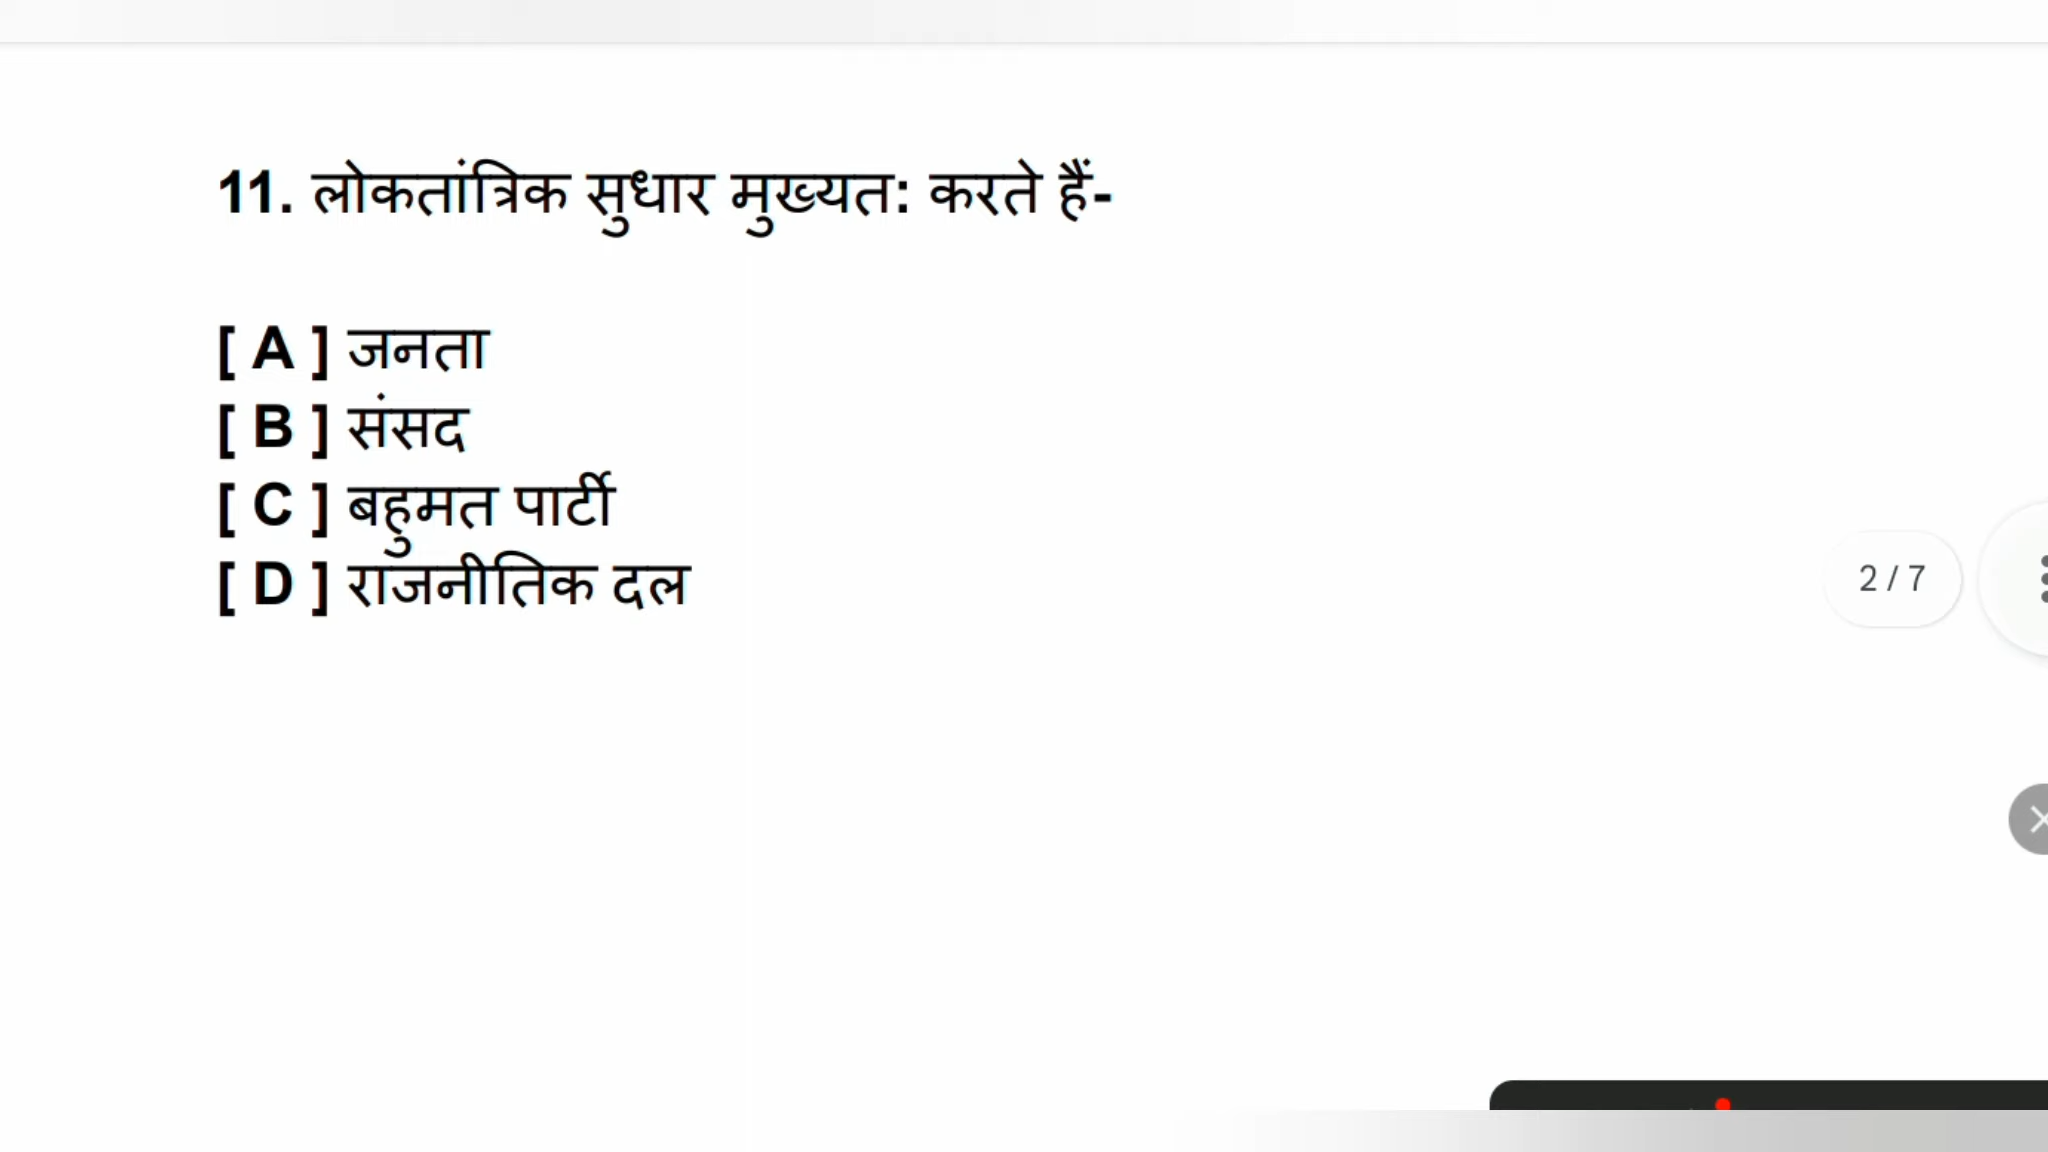 11. लोकतांत्रिक सुधार मुख्यत: करते हैं-
[ A ] जनता
[ B ] संसद
[ C ] बहुमत पार्टी
[ D ] राजनीतिक दल
2 / 7